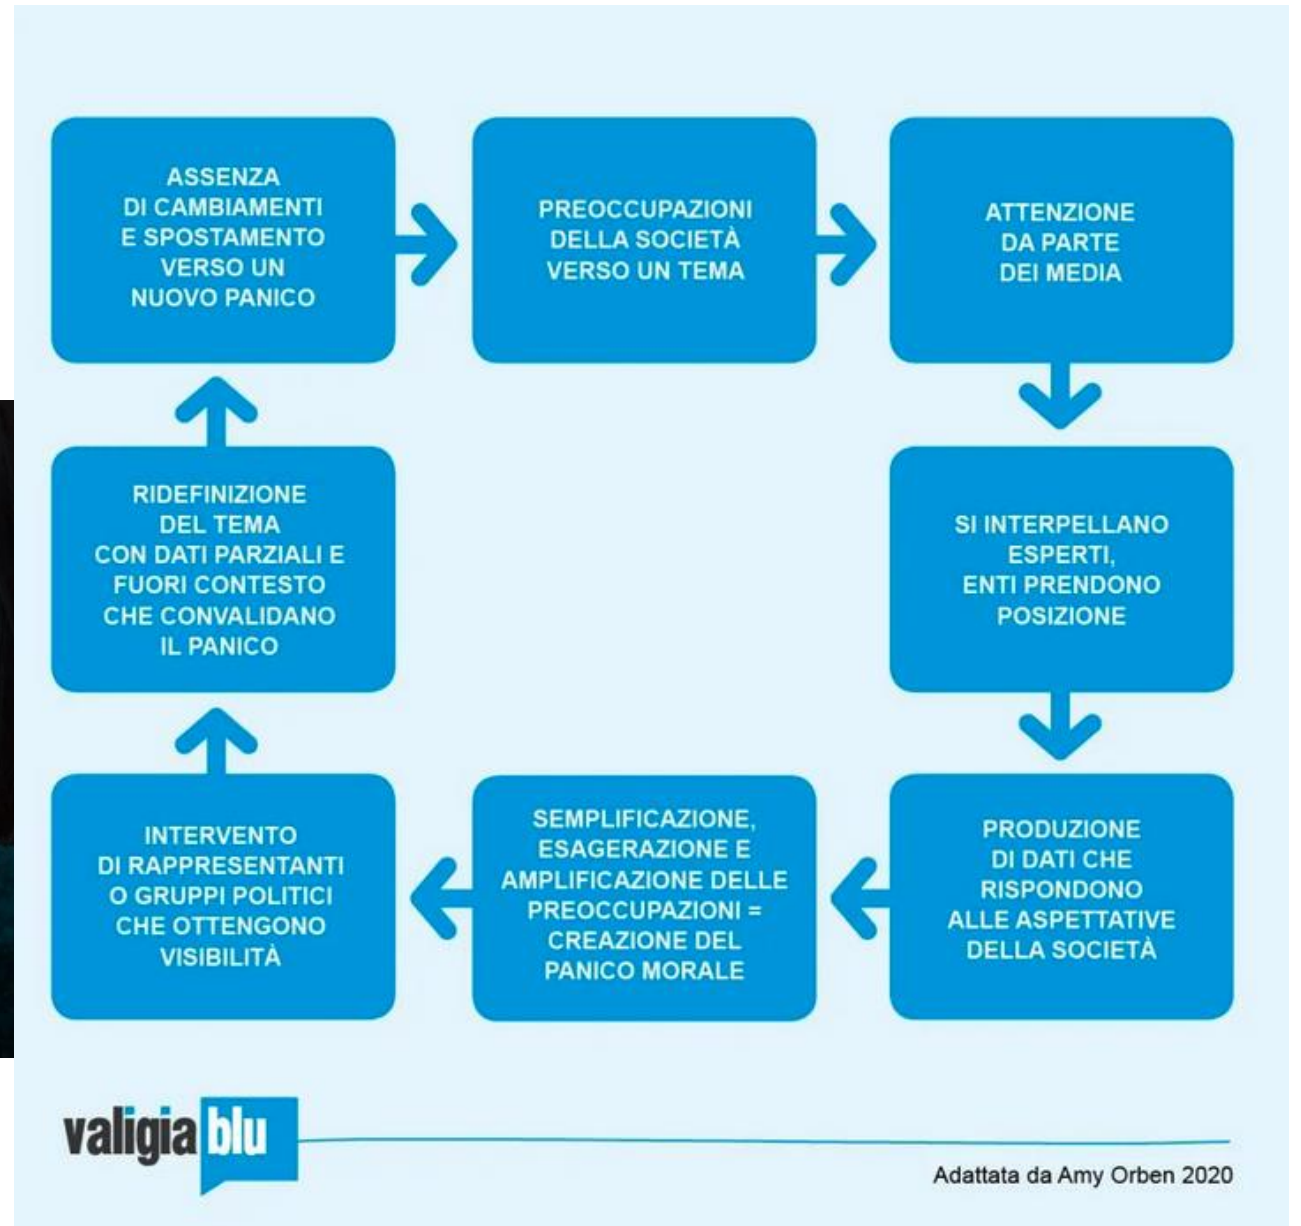 ASSENZA
DI CAMBIAMENTI
E SPOSTAMENTO
VERSO UN
NUOVO PANICO
PREOCCUPAZIONI
DELLA SOCIETÀ
VERSO UN TEMA
ATTENZIONE
DA PARTE
DEI MEDIA
SI INTERPELLANO
ESPERTI,
ENTI PRENDONO
POSIZIONE
PRODUZIONE
DI DATI CHE
RISPONDONO
ALLE ASPETTATIVE
DELLA SOCIETÀ
SEMPLIFICAZIONE,
ESAGERAZIONE E
AMPLIFICAZIONE DELLE
PREOCCUPAZIONI =
CREAZIONE DEL
PANICO MORALE
INTERVENTO
DI RAPPRESENTANTI
O GRUPPI POLITICI
CHE OTTENGONO
VISIBILITÀ
RIDEFINIZIONE
DEL TEMA
CON DATI PARZIALI E
FUORI CONTESTO
CHE CONVALIDANO
IL PANICO
valigia blu
Adattata da Amy Orben 2020